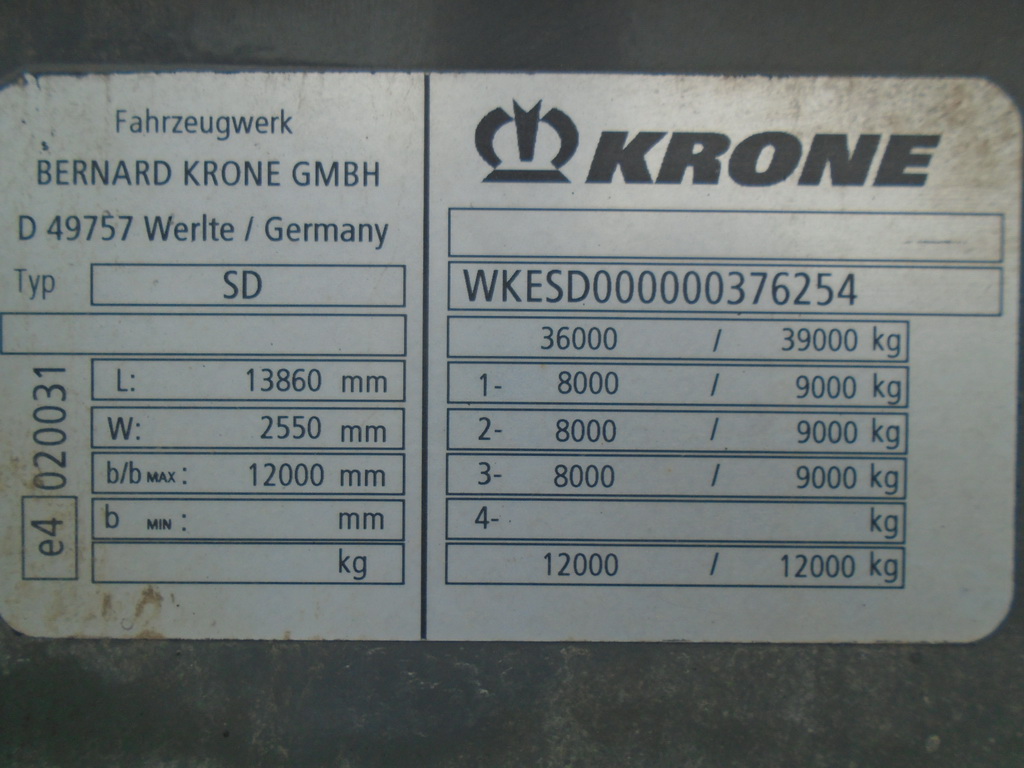 Fahrzeugwerk
BERNARD KRONE GMBH
D 49757 Werlte / Germany
Typ SD
L: 13860 mm
W: 2550 mm
b/b MAX : 12000 mm
b MIN : mm
kg
e4 020031
KRONE
WKESD000000376254
36000 / 39000 kg
1- 8000 / 9000 kg
2- 8000 / 9000 kg
3- 8000 / 9000 kg
4- kg
12000 / 12000 kg